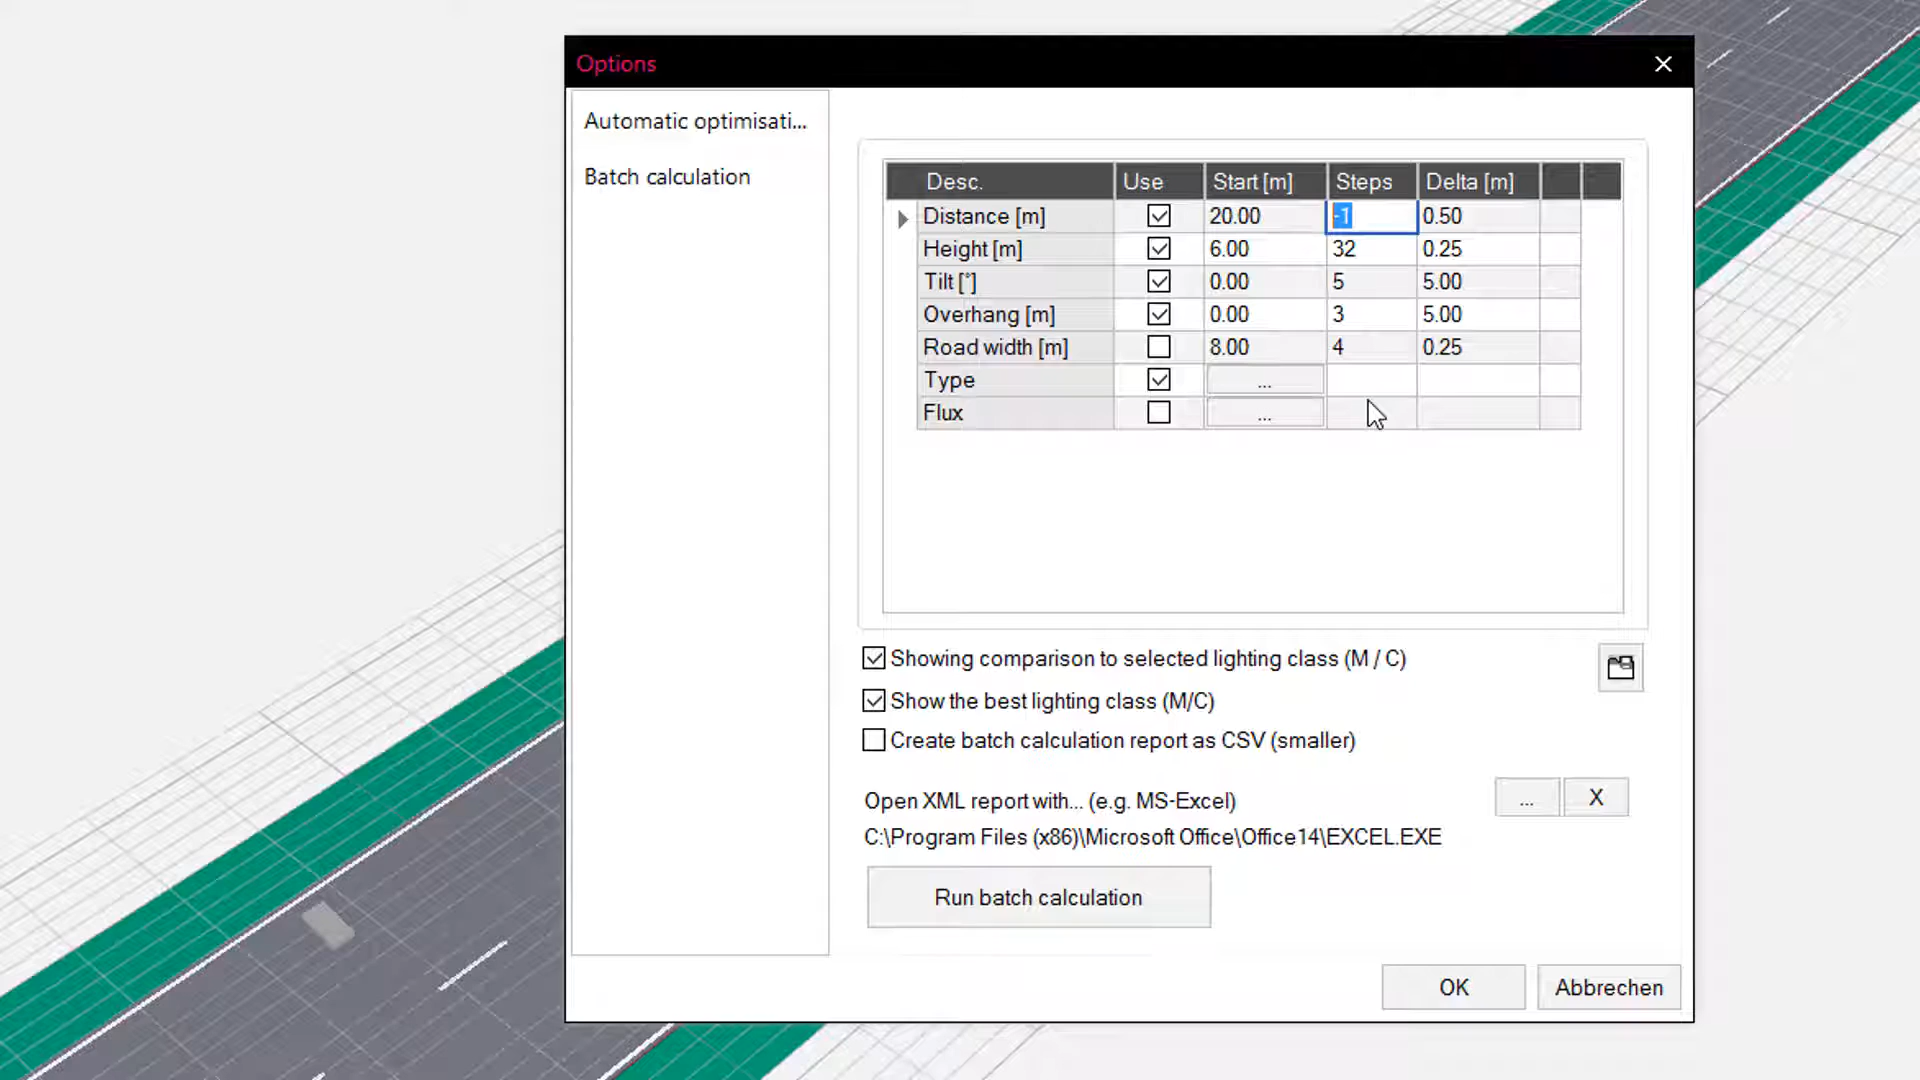 Options
Automatic optimisati...
Batch calculation
Desc. Use Start [m] Steps Delta [m]
Distance [m] 20.00 -1 0.50
Height [m] 6.00 32 0.25
Tilt [°] 0.00 5 5.00
Overhang [m] 0.00 3 5.00
Road width [m] 8.00 4 0.25
Type ...
Flux ...
Showing comparison to selected lighting class (M / C)
Show the best lighting class (M/C)
Create batch calculation report as CSV (smaller)
Open XML report with... (e.g. MS-Excel) ... X
C:\Program Files (x86)\Microsoft Office\Office14\EXCEL.EXE
Run batch calculation
OK Abbrechen